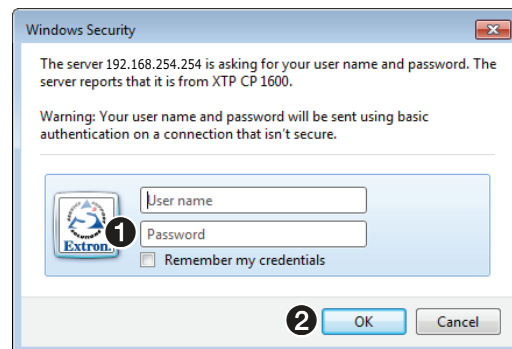 Windows Security
The server 192.168.254.254 is asking for your user name and password. The
server reports that it is from XTP CP 1600.
Warning: Your user name and password will be sent using basic
authentication on a connection that isn't secure.
User name
1 Password
Extron.
Remember my credentials
2 OK Cancel